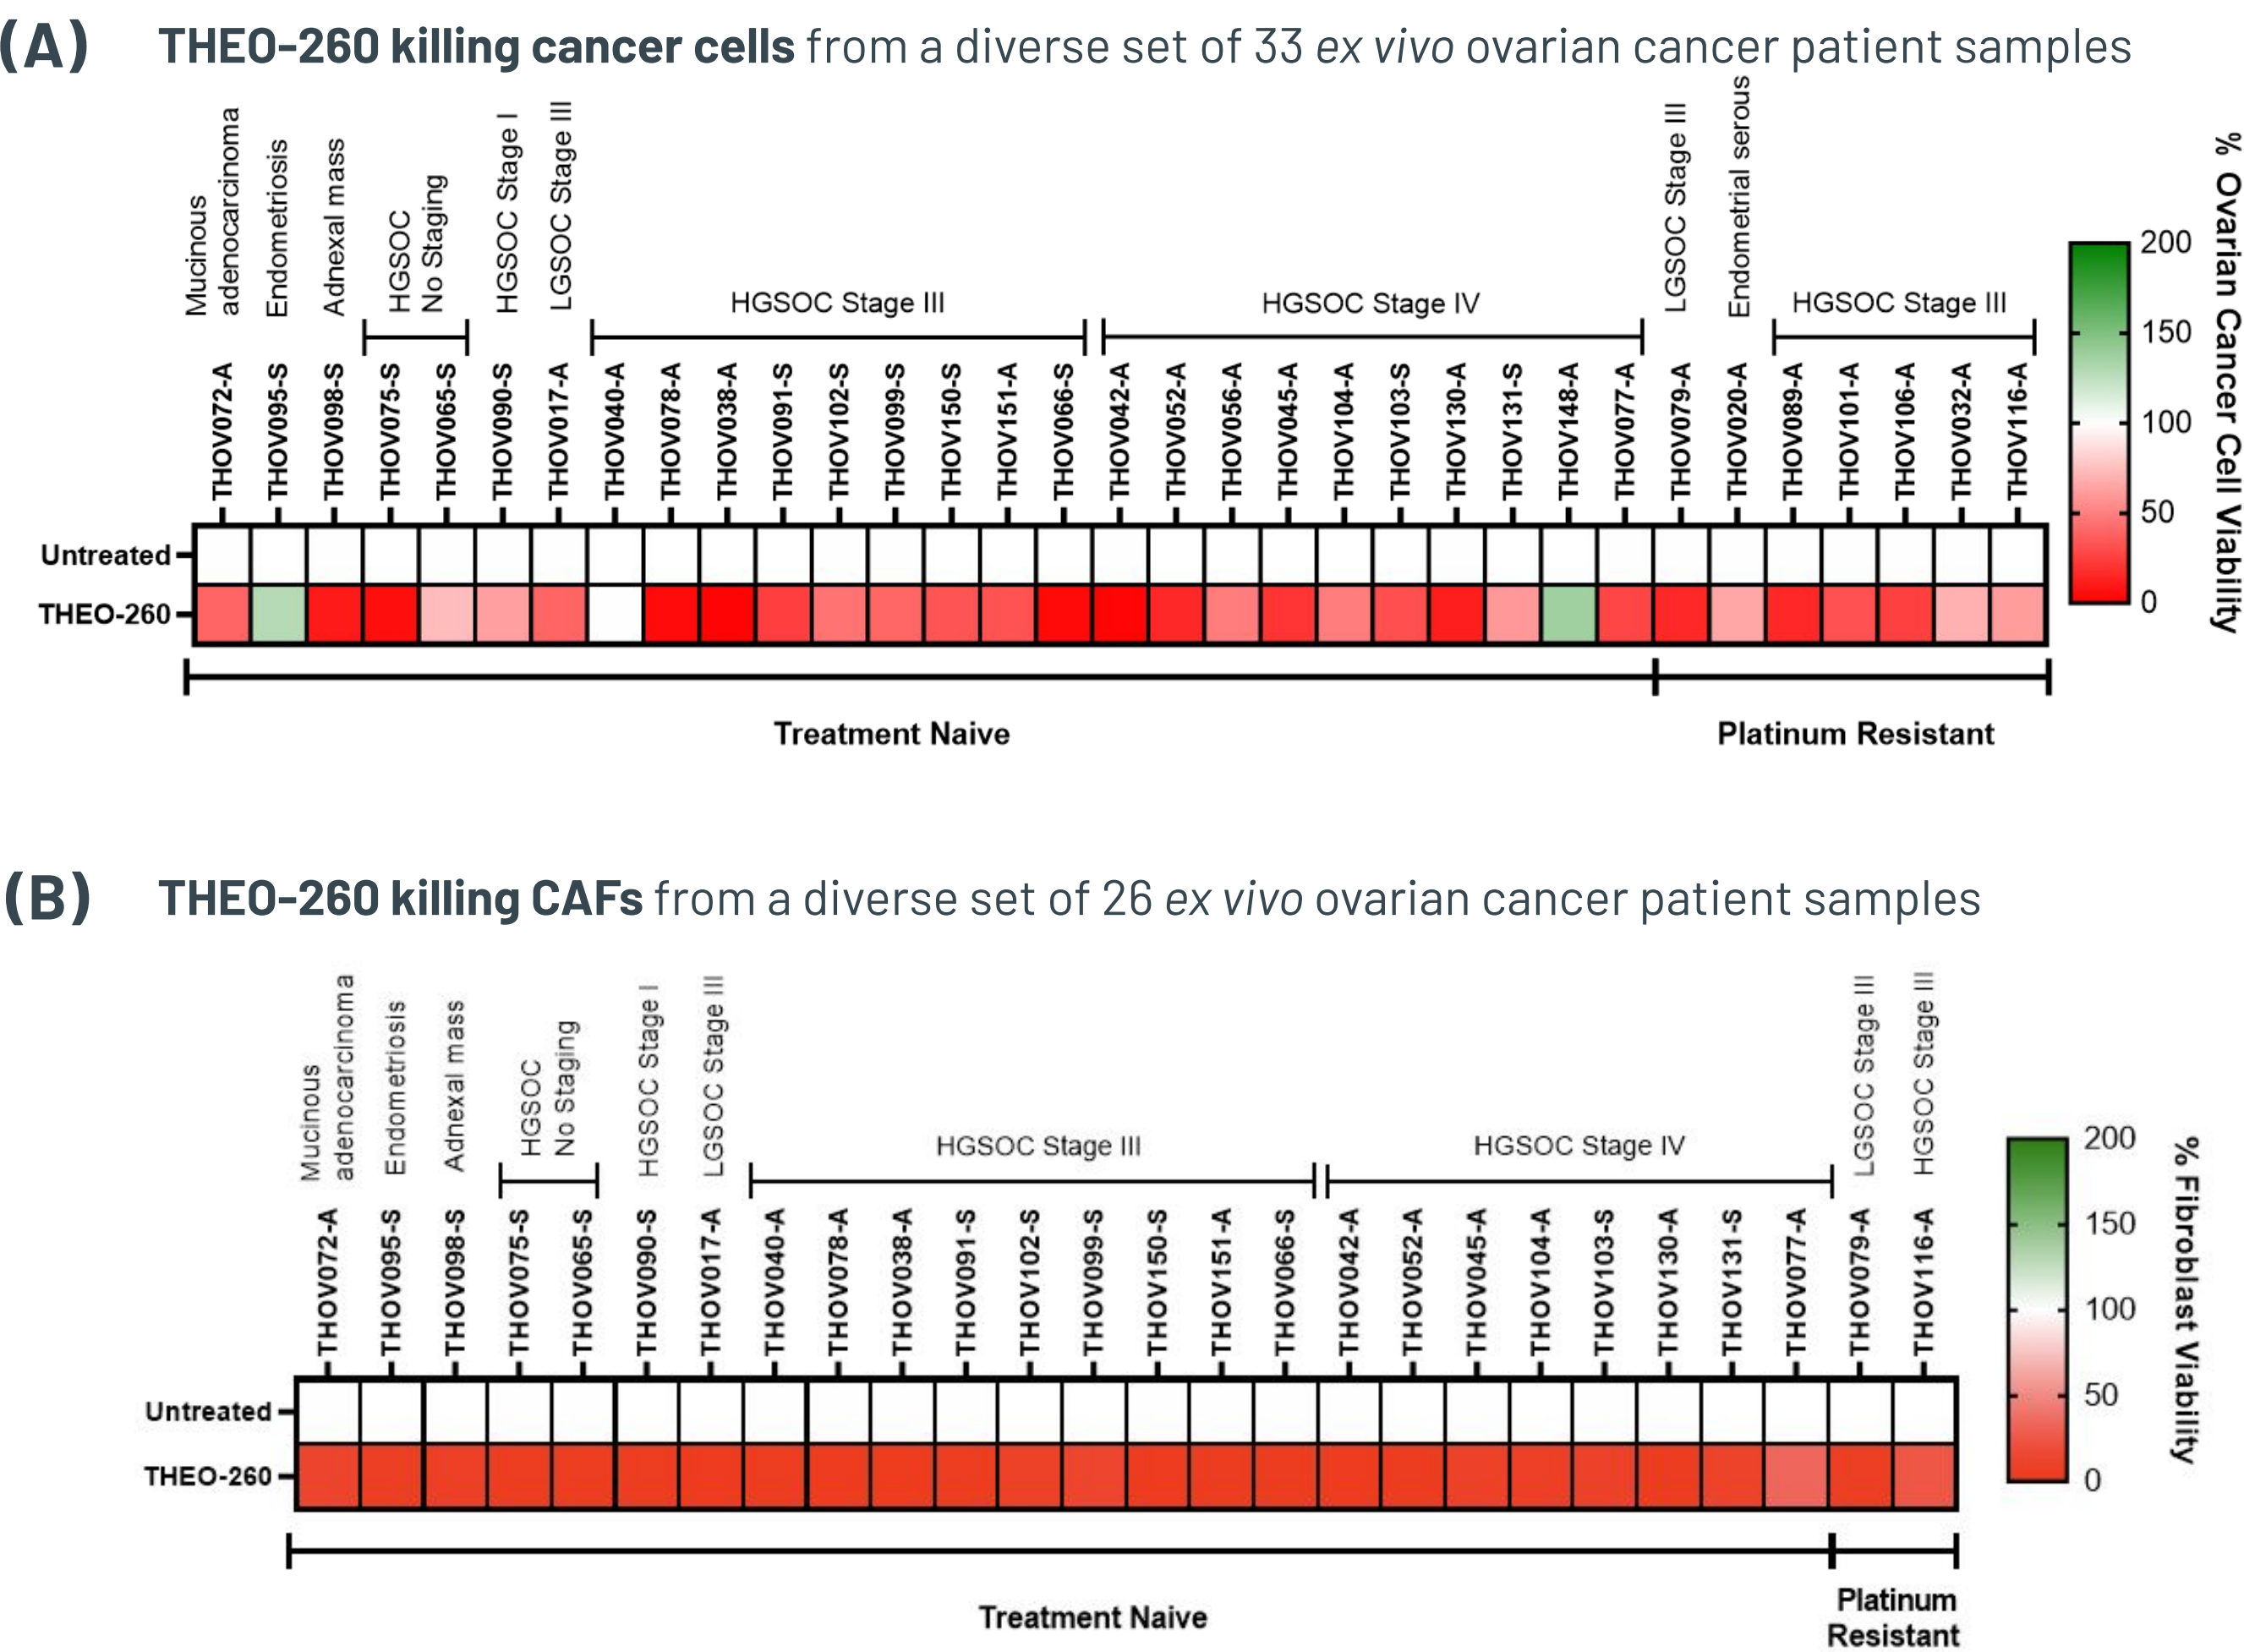 (A) THEO-260 killing cancer cells from a diverse set of 33 ex vivo ovarian cancer patient samples
Mucinous
adenocarcinoma
Endometriosis
Adnexal mass
HGSOC
No Staging
HGSOC Stage I
LGSOC Stage III
HGSOC Stage III
HGSOC Stage IV
LGSOC Stage III
Endometrial serous
HGSOC Stage III
THOV072-A
THOV095-S
THOV098-S
THOV075-S
THOV065-S
THOV090-S
THOV017-A
THOV040-A
THOV078-A
THOV038-A
THOV091-S
THOV102-S
THOV099-S
THOV150-S
THOV151-A
THOV066-S
THOV042-A
THOV052-A
THOV056-A
THOV045-A
THOV104-A
THOV103-S
THOV130-A
THOV131-S
THOV148-A
THOV077-A
THOV079-A
THOV020-A
THOV089-A
THOV101-A
THOV106-A
THOV032-A
THOV116-A
Untreated
THEO-260
Treatment Naive
Platinum Resistant
200
150
100
50
0
% Ovarian Cancer Cell Viability
(B) THEO-260 killing CAFs from a diverse set of 26 ex vivo ovarian cancer patient samples
Mucinous
adenocarcinoma
Endometriosis
Adnexal mass
HGSOC
No Staging
HGSOC Stage I
LGSOC Stage III
HGSOC Stage III
HGSOC Stage IV
LGSOC Stage III
HGSOC Stage III
THOV072-A
THOV095-S
THOV098-S
THOV075-S
THOV065-S
THOV090-S
THOV017-A
THOV040-A
THOV078-A
THOV038-A
THOV091-S
THOV102-S
THOV099-S
THOV150-S
THOV151-A
THOV066-S
THOV042-A
THOV052-A
THOV045-A
THOV104-A
THOV103-S
THOV130-A
THOV131-S
THOV077-A
THOV079-A
THOV116-A
Untreated
THEO-260
Treatment Naive
Platinum
Resistant
200
150
100
50
0
% Fibroblast Viability